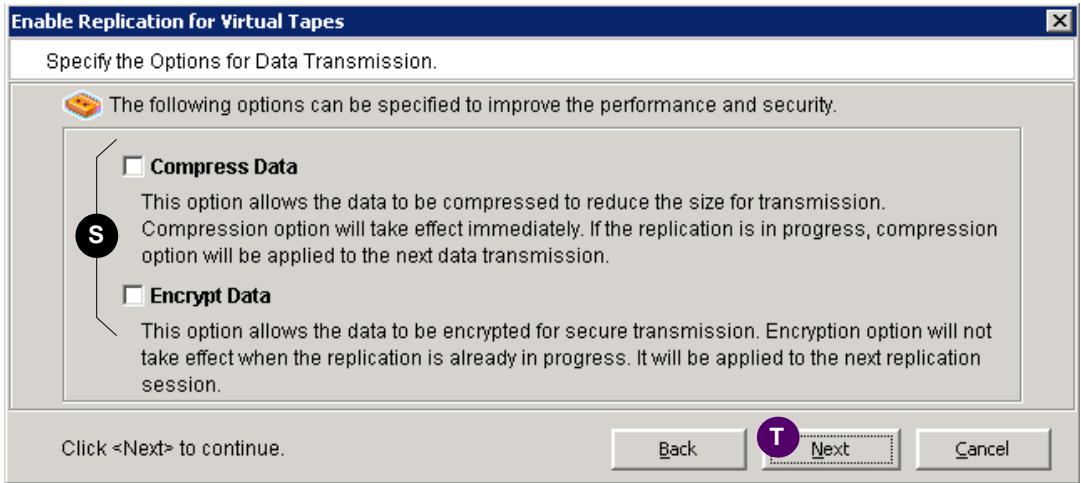 Enable Replication for Virtual Tapes
Specify the Options for Data Transmission.
The following options can be specified to improve the performance and security.
Compress Data
This option allows the data to be compressed to reduce the size for transmission.
Compression option will take effect immediately. If the replication is in progress, compression
option will be applied to the next data transmission.
S
Encrypt Data
This option allows the data to be encrypted for secure transmission. Encryption option will not
take effect when the replication is already in progress. It will be applied to the next replication
session.
Click <Next> to continue.
Back
T
Next
Cancel